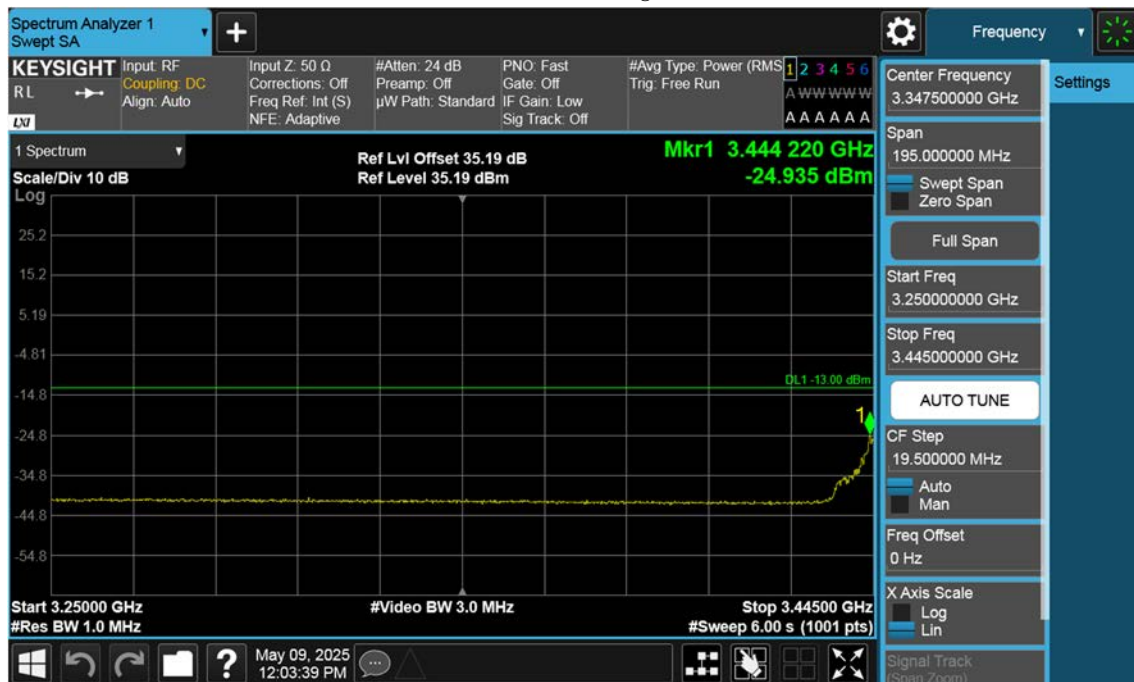 Spectrum Analyzer 1
Swept SA
+
Frequency
KEYSIGHT
RL
LXI
Input: RF
Coupling: DC
Align: Auto
Input Z: 50 Ω
Corrections: Off
Freq Ref: Int (S)
NFE: Adaptive
#Atten: 24 dB
Preamp: Off
µW Path: Standard
PNO: Fast
Gate: Off
IF Gain: Low
Sig Track: Off
#Avg Type: Power (RMS
Trig: Free Run
1 2 3 4 5 6
A W W W W W
A A A A A A
1 Spectrum
Scale/Div 10 dB
Ref Lvl Offset 35.19 dB
Ref Level 35.19 dBm
Mkr1 3.444 220 GHz
-24.935 dBm
Log
25.2
15.2
5.19
-4.81
-14.8
-24.8
-34.8
-44.8
-54.8
DL1 -13.00 dBm
1
Start 3.25000 GHz
#Res BW 1.0 MHz
#Video BW 3.0 MHz
Stop 3.44500 GHz
#Sweep 6.00 s (1001 pts)
Center Frequency
3.347500000 GHz
Span
195.000000 MHz
Swept Span
Zero Span
Full Span
Start Freq
3.250000000 GHz
Stop Freq
3.445000000 GHz
AUTO TUNE
CF Step
19.500000 MHz
Auto
Man
Freq Offset
0 Hz
X Axis Scale
Log
Lin
Signal Track
(Span Zoom)
Settings
?
May 09, 2025
12:03:39 PM